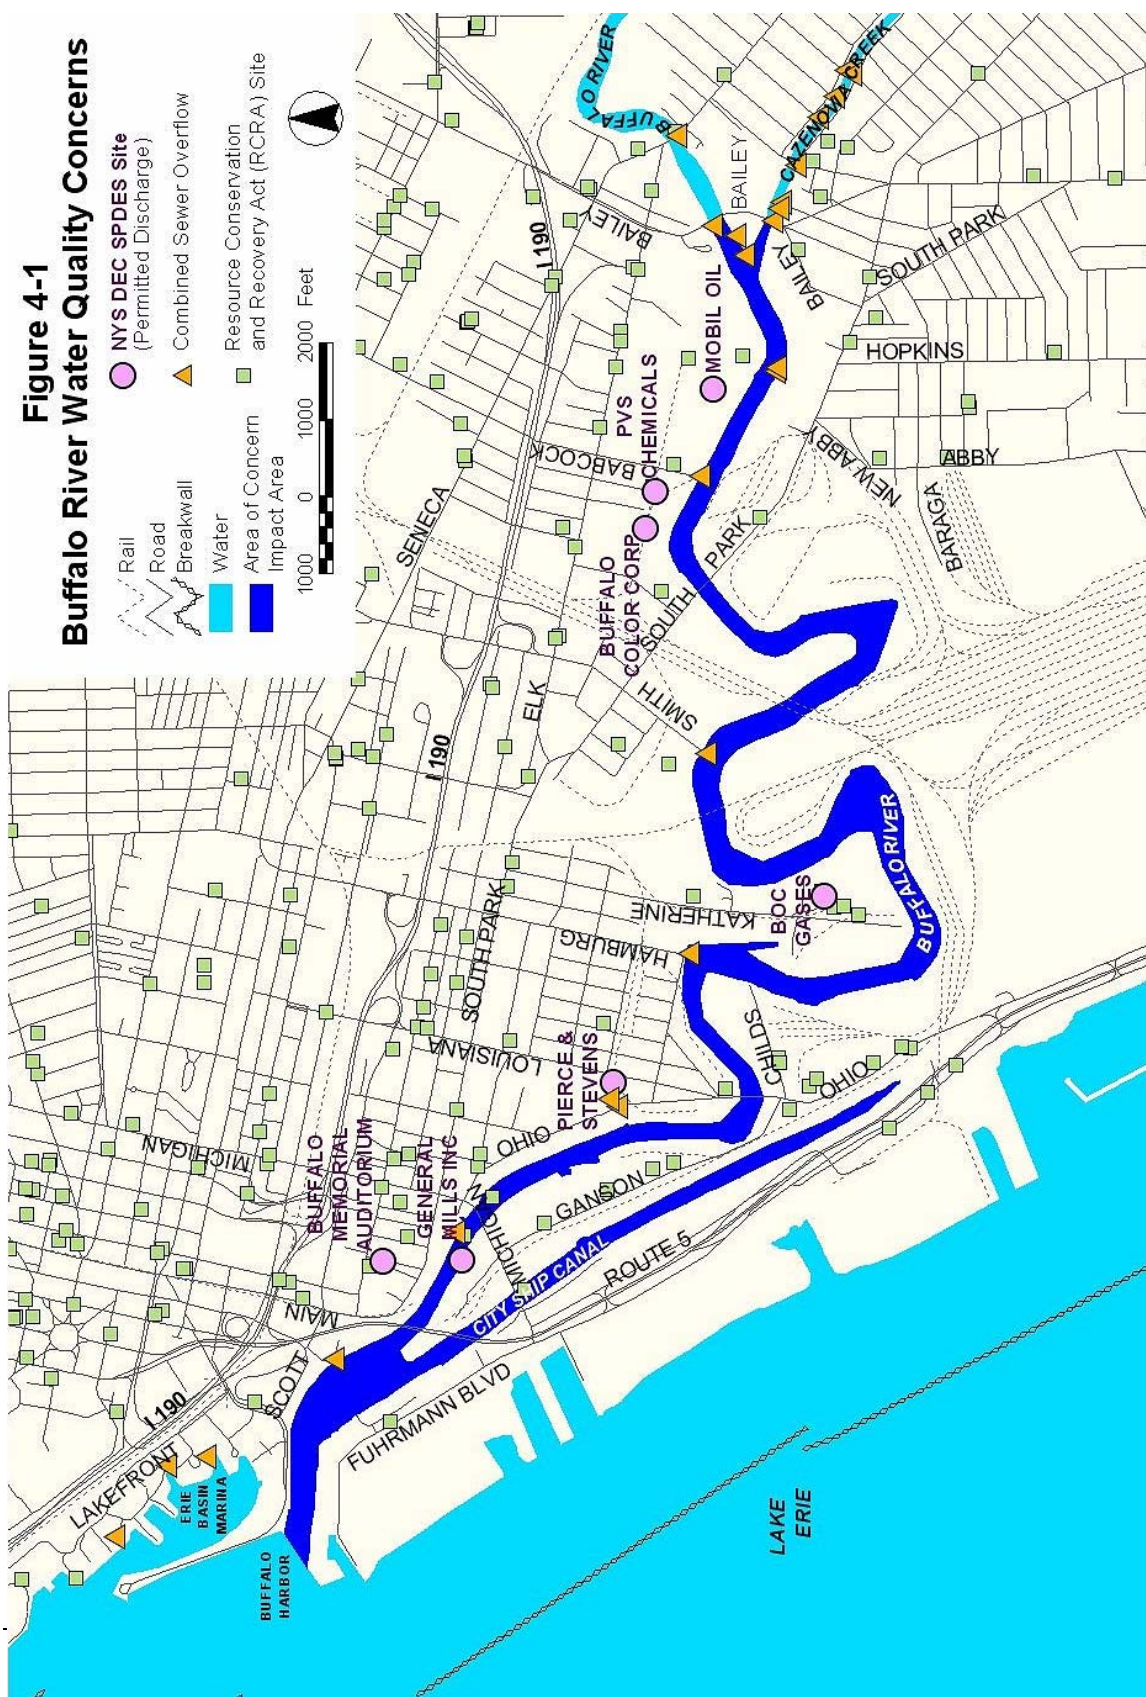 Figure 4-1
Buffalo River Water Quality Concerns
Rail
Road
Breakwall
Water
Area of Concern
Impact Area
NYS DEC SPDES Site
(Permitted Discharge)
Combined Sewer Overflow
Resource Conservation
and Recovery Act (RCRA) Site
1000 0 1000 2000 Feet
BUFFALO RIVER
CAZENOVIA CREEK
BAILEY
BAILEY
BAILEY
I 190
SOUTH PARK
HOPKINS
MOBIL OIL
PVS
CHEMICALS
BABCOCK
ABBY
NEW ABBY
BARAGA
SENECA
BUFFALO
COLOR CORP
SOUTH PARK
SMITH
ELK
I 190
BUFFALO RIVER
BOC
GASES
KATHERINE
HAMBURG
SOUTH PARK
LOUISIANA
PIERCE &
STEVENS
CHILDS
OHIO
OHIO
MICHIGAN
BUFFALO
MEMORIAL
AUDITORIUM
GENERAL
MILLS INC
MICHIGAN
GANSON
CITY SHIP CANAL
ROUTE 5
MAIN
SCOTT
FUHRMANN BLVD
I 190
LAKEFRONT
ERIE
BASIN
MARINA
BUFFALO
HARBOR
LAKE
ERIE